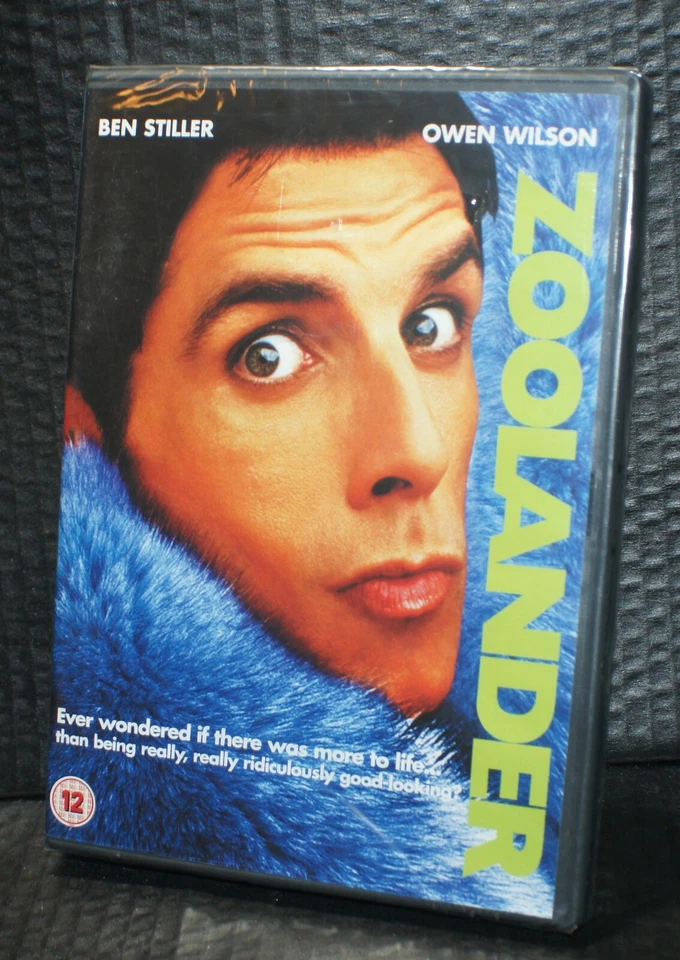 BEN STILLER
OWEN WILSON
ZOOLANDER
Ever wondered if there was more to life...
than being really, really ridiculously good-looking?
12